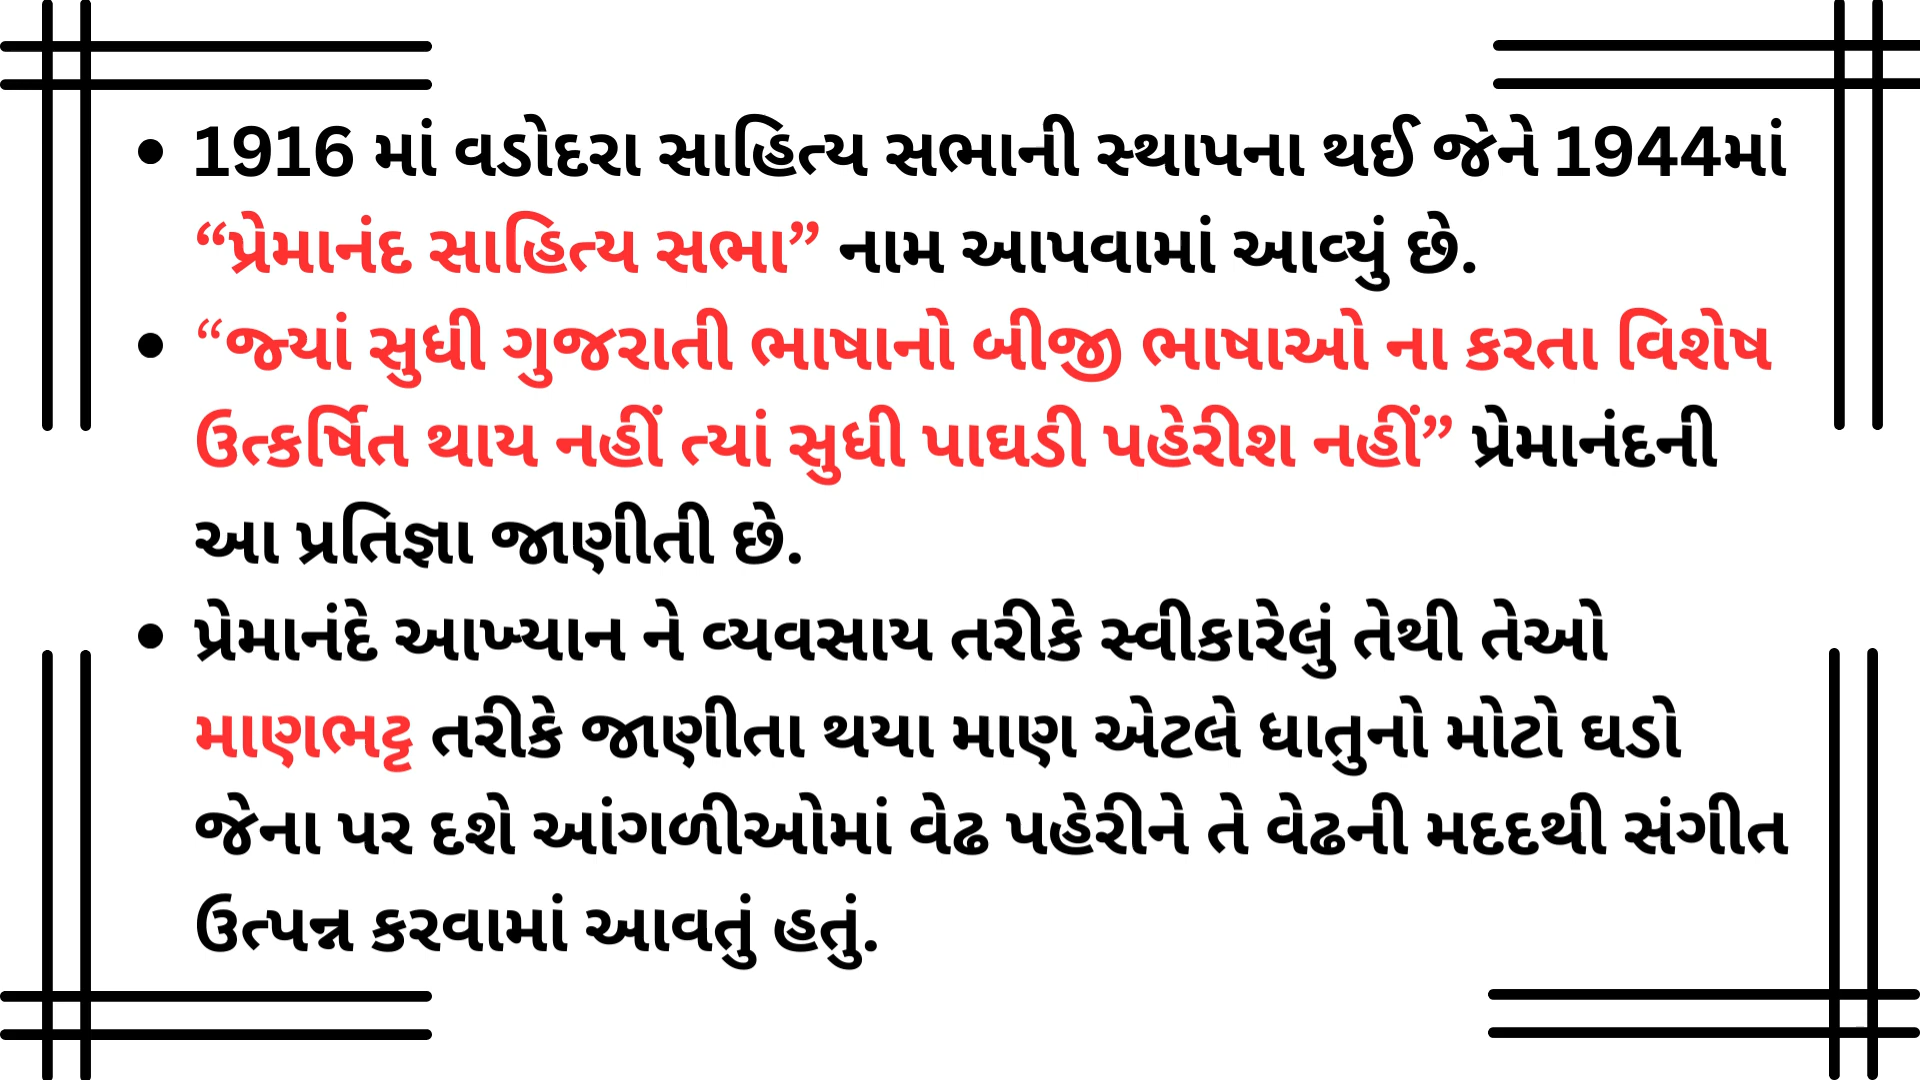 • 1916 માં વડોદરા સાહિત્ય સભાની સ્થાપના થઈ જેને 1944માં
“પ્રેમાનંદ સાહિત્ય સભા” નામ આપવામાં આવ્યું છે.
• “જ્યાં સુધી ગુજરાતી ભાષાનો બીજી ભાષાઓ ના કરતા વિશેષ
ઉત્કર્ષિત થાય નહીં ત્યાં સુધી પાઘડી પહેરીશ નહીં” પ્રેમાનંદની
આ પ્રતિજ્ઞા જાણીતી છે.
• પ્રેમાનંદે આખ્યાન ને વ્યવસાય તરીકે સ્વીકારેલું તેથી તેઓ
માણભટ્ટ તરીકે જાણીતા થયા માણ એટલે ધાતુનો મોટો ઘડો
જેના પર દશે આંગળીઓમાં વેઢ પહેરીને તે વેઢની મદદથી સંગીત
ઉત્પન્ન કરવામાં આવતું હતું.